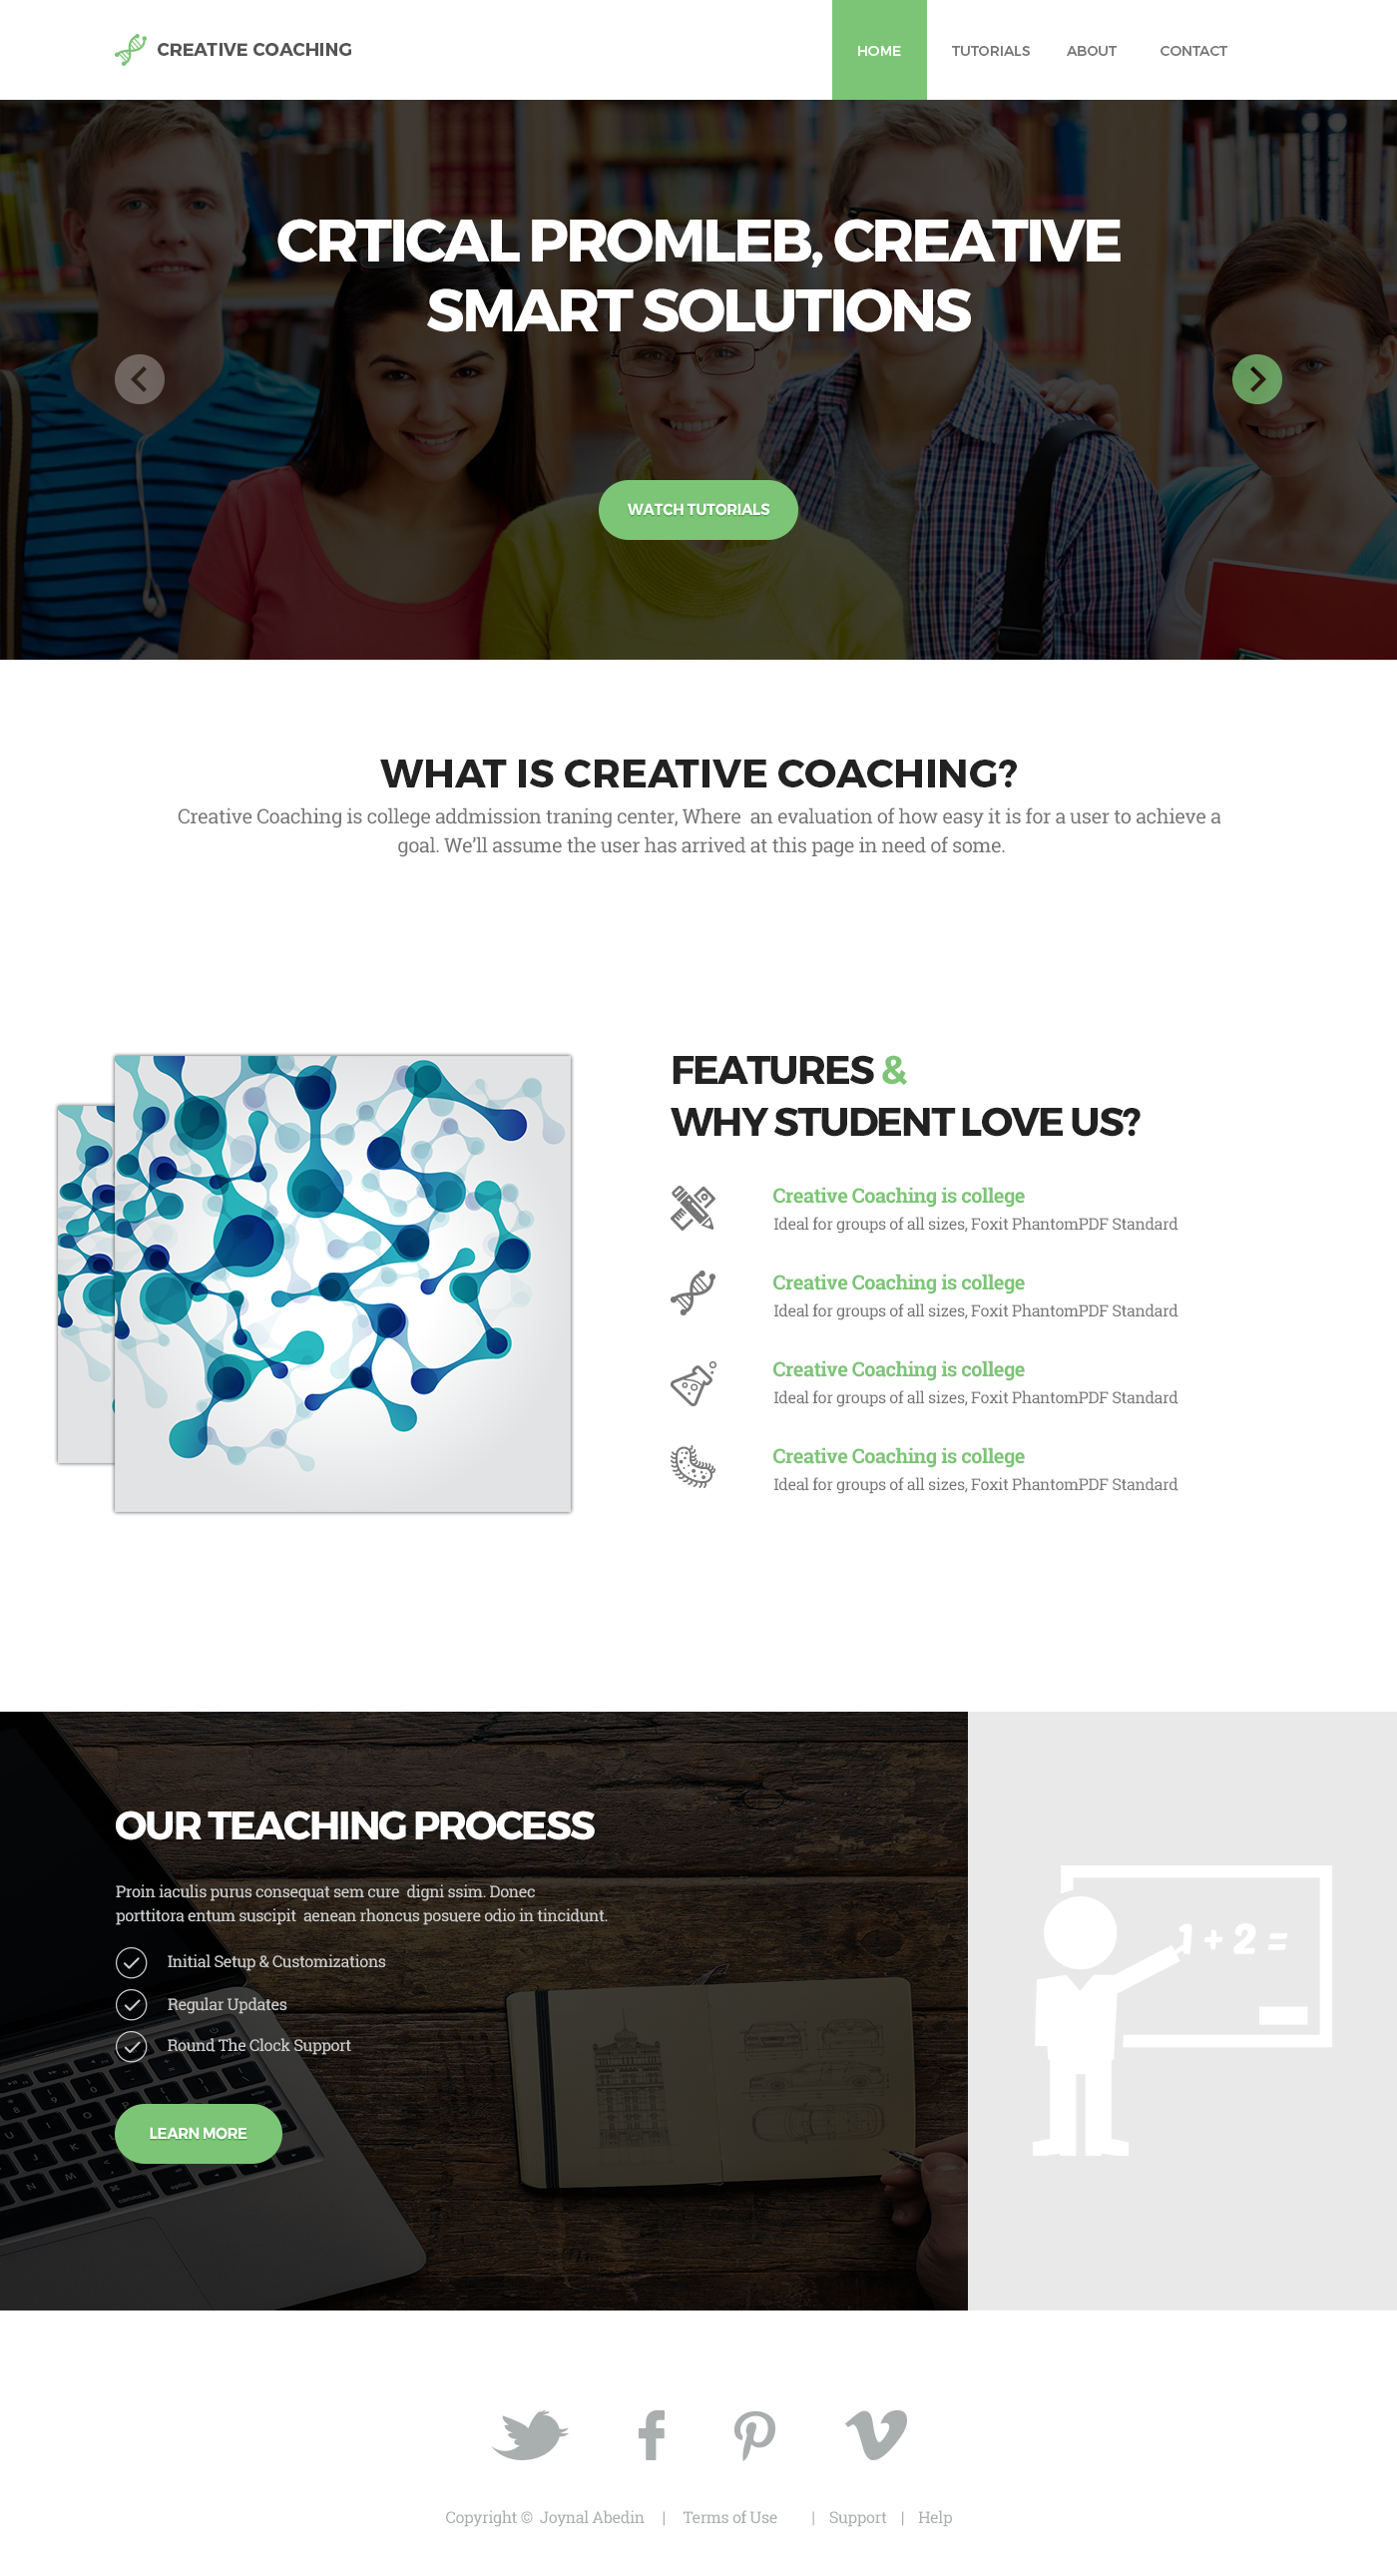 CREATIVE COACHING
HOME
TUTORIALS
ABOUT
CONTACT
CRTICAL PROMLEB, CREATIVE
SMART SOLUTIONS
WATCH TUTORIALS
WHAT IS CREATIVE COACHING?
Creative Coaching is college addmission traning center, Where  an evaluation of how easy it is for a user to achieve a
goal. We’ll assume the user has arrived at this page in need of some.
FEATURES &
WHY STUDENT LOVE US?
Creative Coaching is college
Ideal for groups of all sizes, Foxit PhantomPDF Standard
Creative Coaching is college
Ideal for groups of all sizes, Foxit PhantomPDF Standard
Creative Coaching is college
Ideal for groups of all sizes, Foxit PhantomPDF Standard
Creative Coaching is college
Ideal for groups of all sizes, Foxit PhantomPDF Standard
OUR TEACHING PROCESS
Proin iaculis purus consequat sem cure  digni ssim. Donec
porttitora entum suscipit  aenean rhoncus posuere odio in tincidunt.
Initial Setup & Customizations
Regular Updates
Round The Clock Support
LEARN MORE
1 + 2 =
Copyright ©  Joynal Abedin | Terms of Use | Support | Help